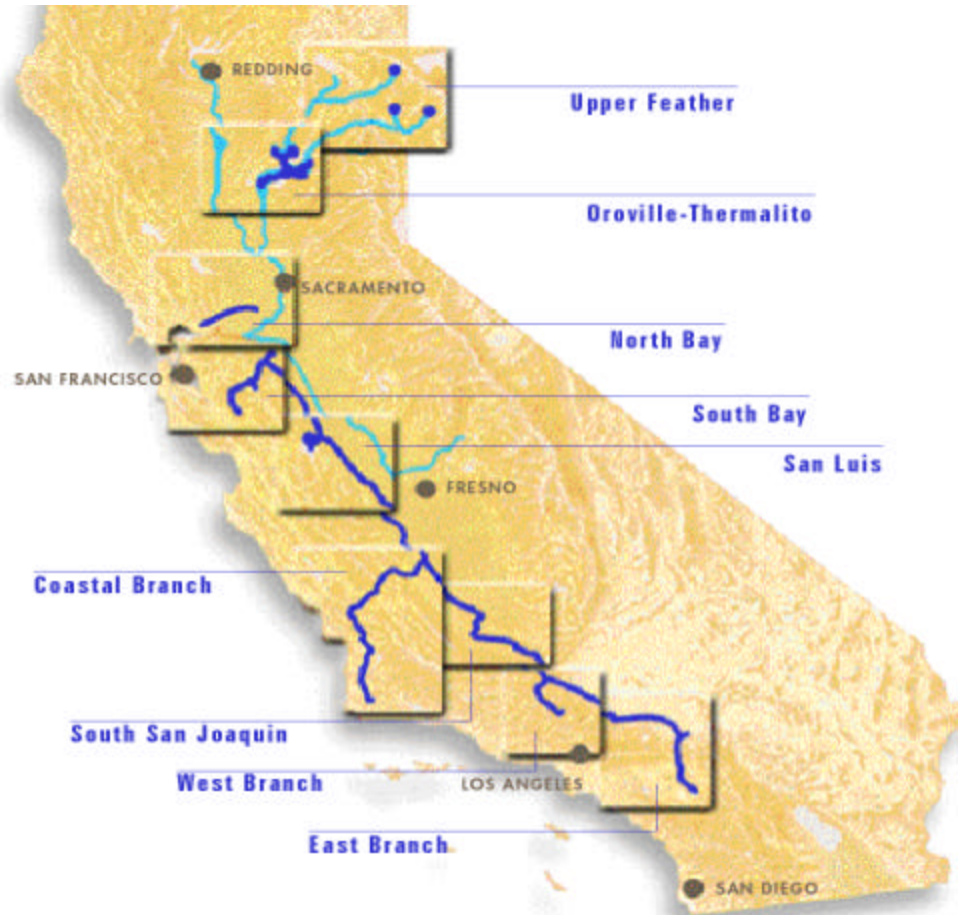 REDDING
Upper Feather
Oroville-Thermalito
SACRAMENTO
North Bay
SAN FRANCISCO
South Bay
San Luis
FRESNO
Coastal Branch
South San Joaquin
West Branch
LOS ANGELES
East Branch
SAN DIEGO